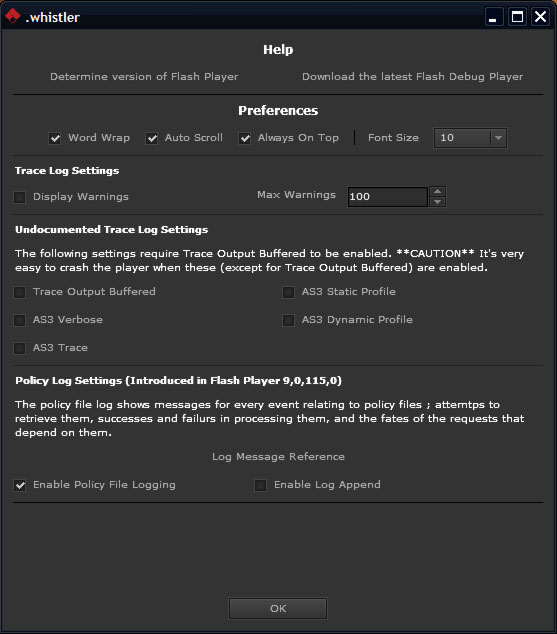 .whistler
Help
Determine version of Flash Player Download the latest Flash Debug Player
Preferences
Word Wrap Auto Scroll Always On Top Font Size 10
Trace Log Settings
Display Warnings Max Warnings 100
Undocumented Trace Log Settings
The following settings require Trace Output Buffered to be enabled. **CAUTION** It's very
easy to crash the player when these (except for Trace Output Buffered) are enabled.
Trace Output Buffered AS3 Static Profile
AS3 Verbose AS3 Dynamic Profile
AS3 Trace
Policy Log Settings (Introduced in Flash Player 9,0,115,0)
The policy file log shows messages for every event relating to policy files ; attemtps to
retrieve them, successes and failurs in processing them, and the fates of the requests that
depend on them.
Log Message Reference
Enable Policy File Logging Enable Log Append
OK